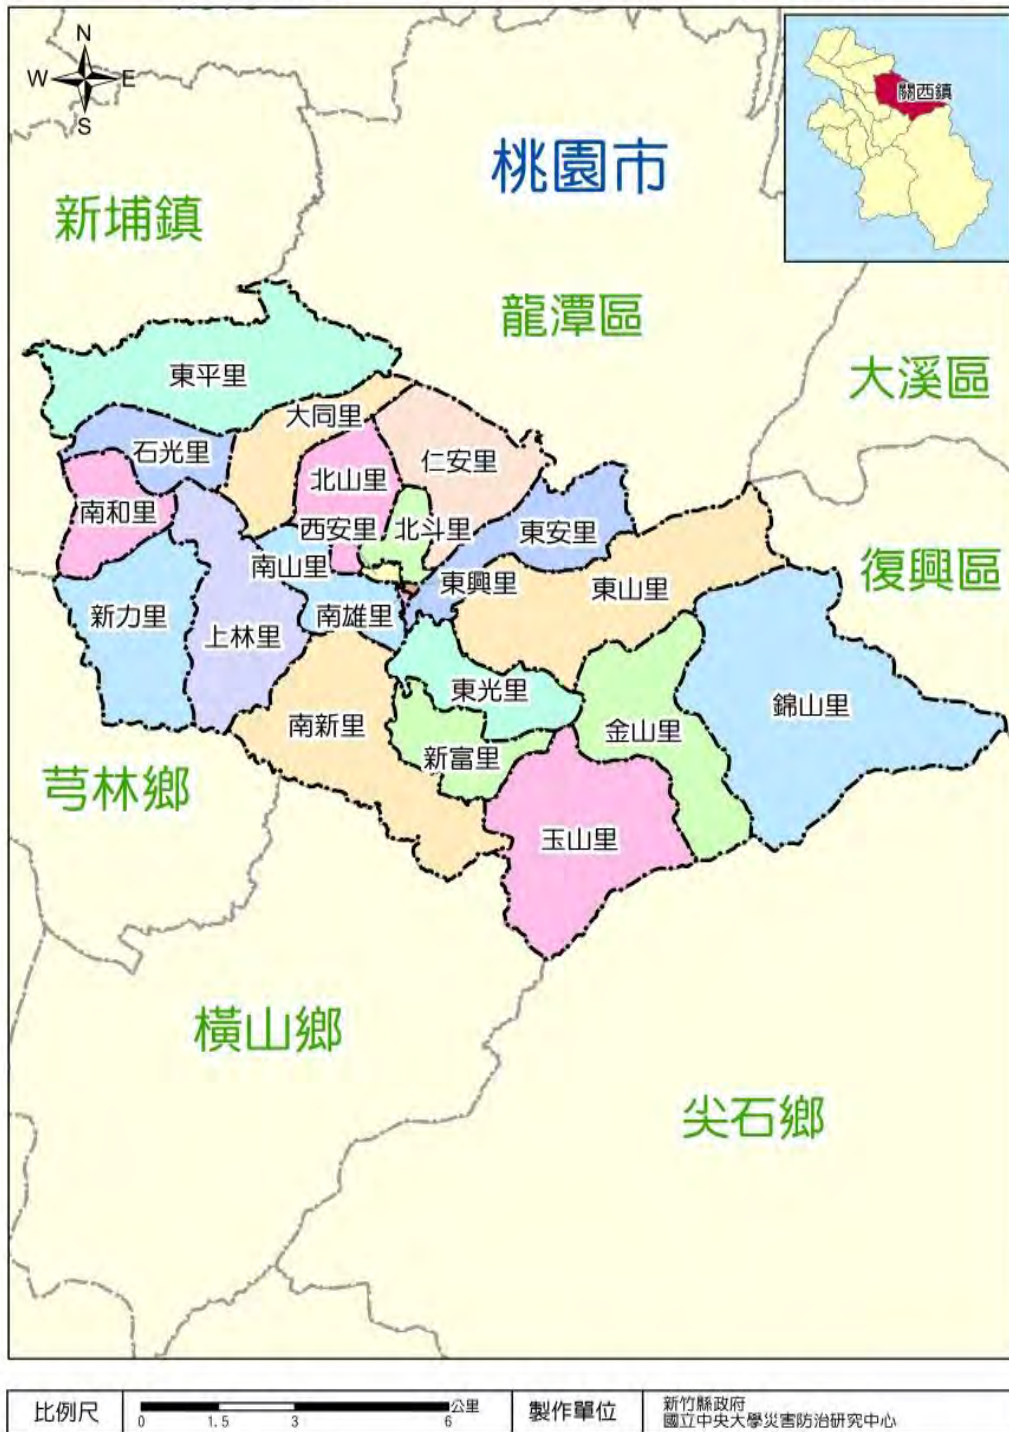 N
W E
S
關西鎮
桃園市
新埔鎮
龍潭區
大溪區
東平里
大同里
石光里
仁安里
北山里
南和里
西安里
北斗里
東安里
南山里
復興區
東興里
東山里
新力里
南雄里
上林里
東光里
錦山里
南新里
金山里
新富里
芎林鄉
玉山里
橫山鄉
尖石鄉
比例尺
公里
0 1.5 3 6
製作單位
新竹縣政府
國立中央大學災害防治研究中心